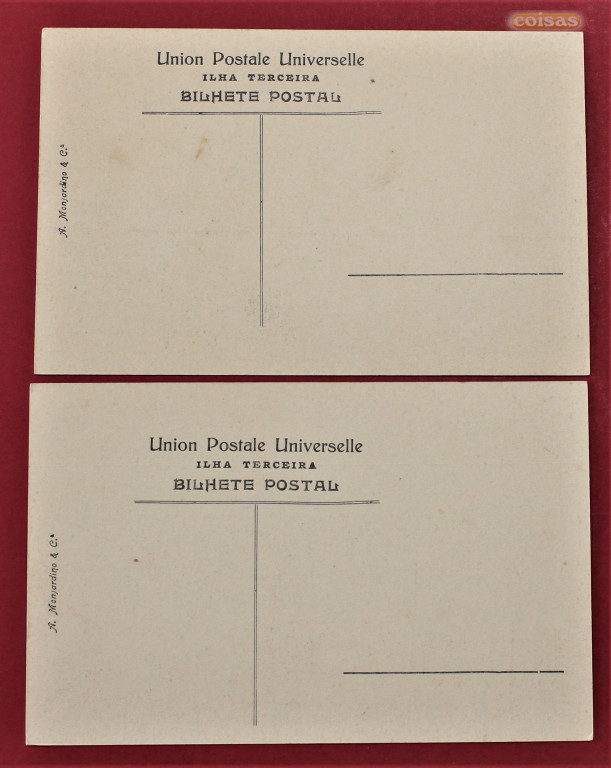 coisas
Union Postale Universelle
ILHA TERCEIRA
BILHETE POSTAL
A. Monjardino & C.ª
Union Postale Universelle
ILHA TERCEIRA
BILHETE POSTAL
A. Monjardino & C.ª